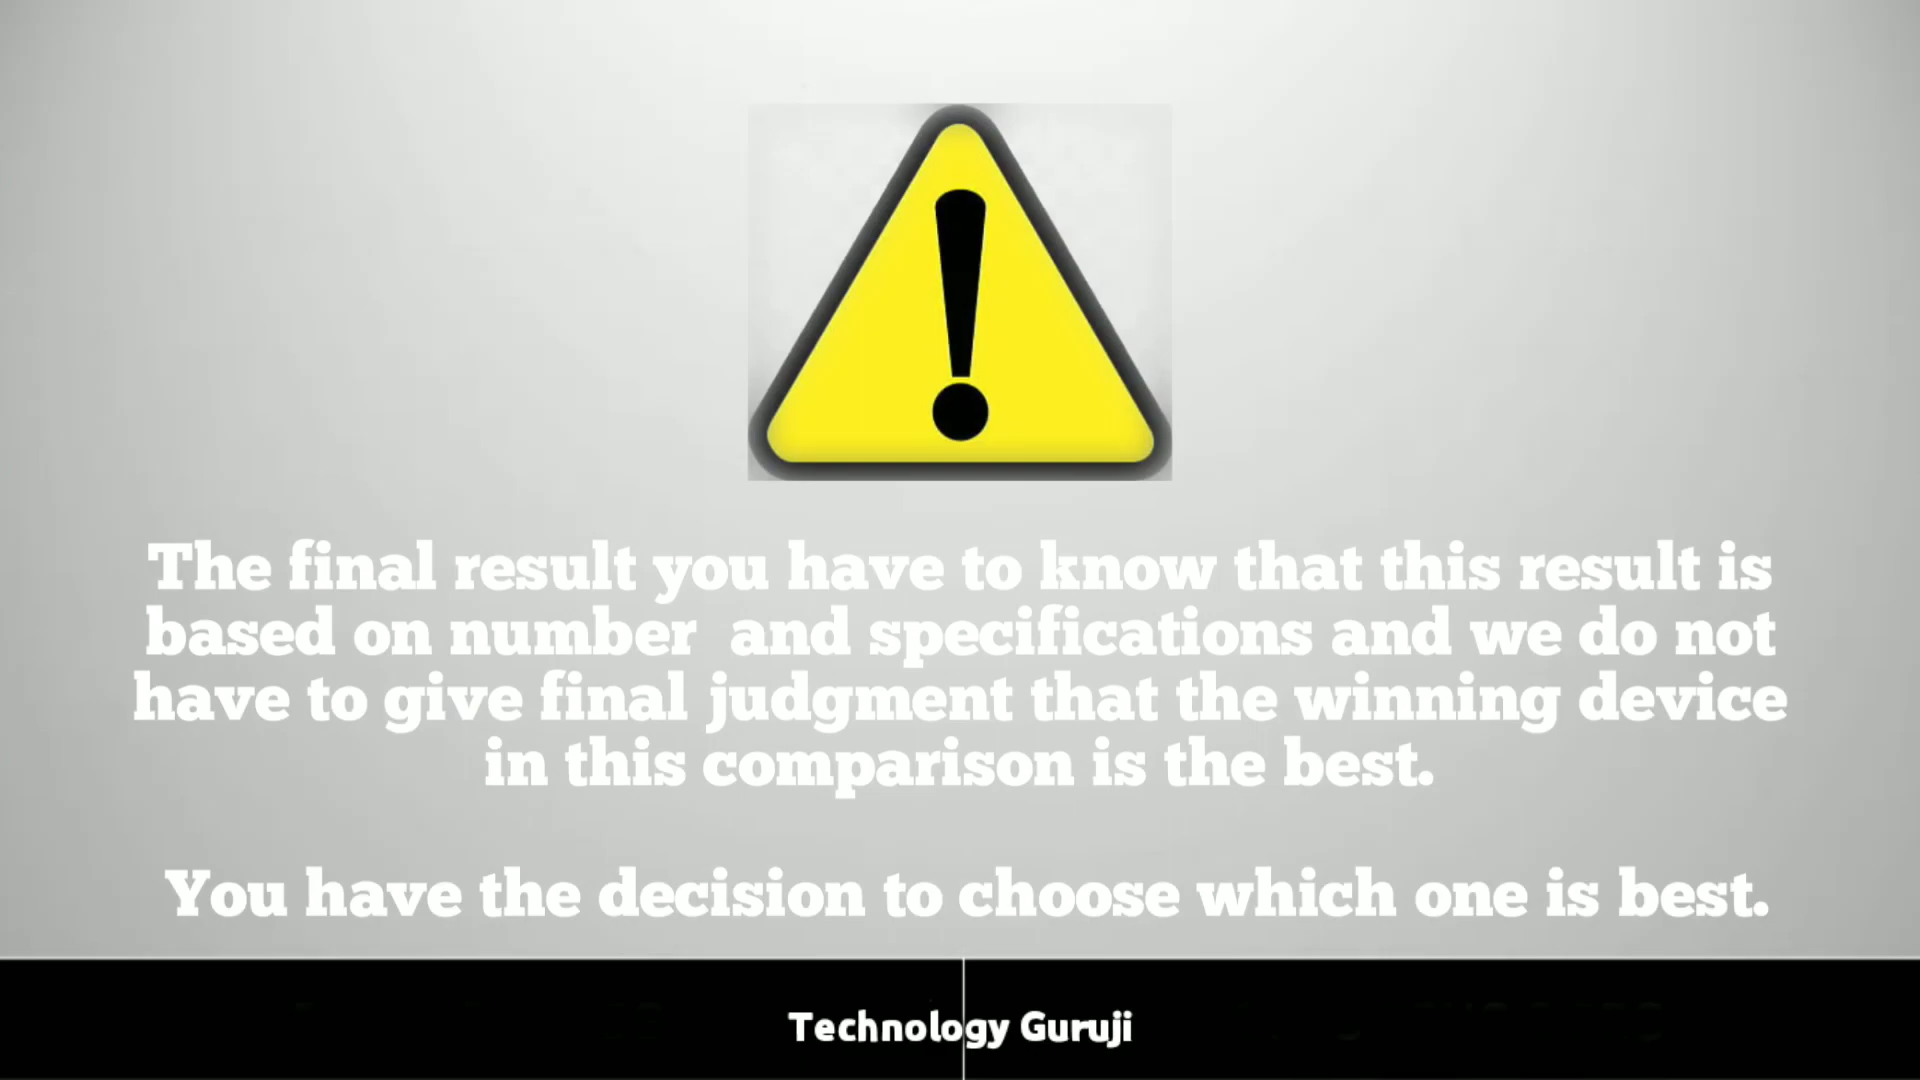 The final result you have to know that this result is
based on number  and specifications and we do not
have to give final judgment that the winning device
in this comparison is the best.
You have the decision to choose which one is best.
Technology Guruji